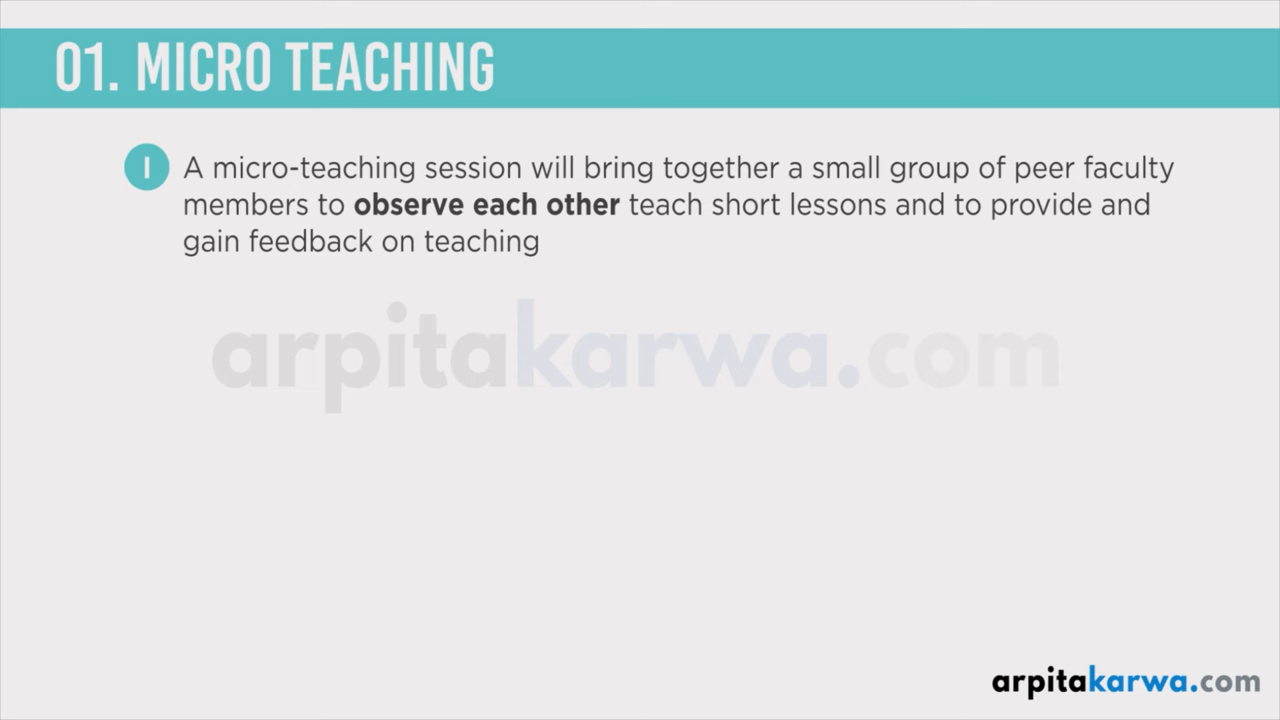 01. MICRO TEACHING
I A micro-teaching session will bring together a small group of peer faculty
members to observe each other teach short lessons and to provide and
gain feedback on teaching
arpitakarwa.com
arpitakarwa.com